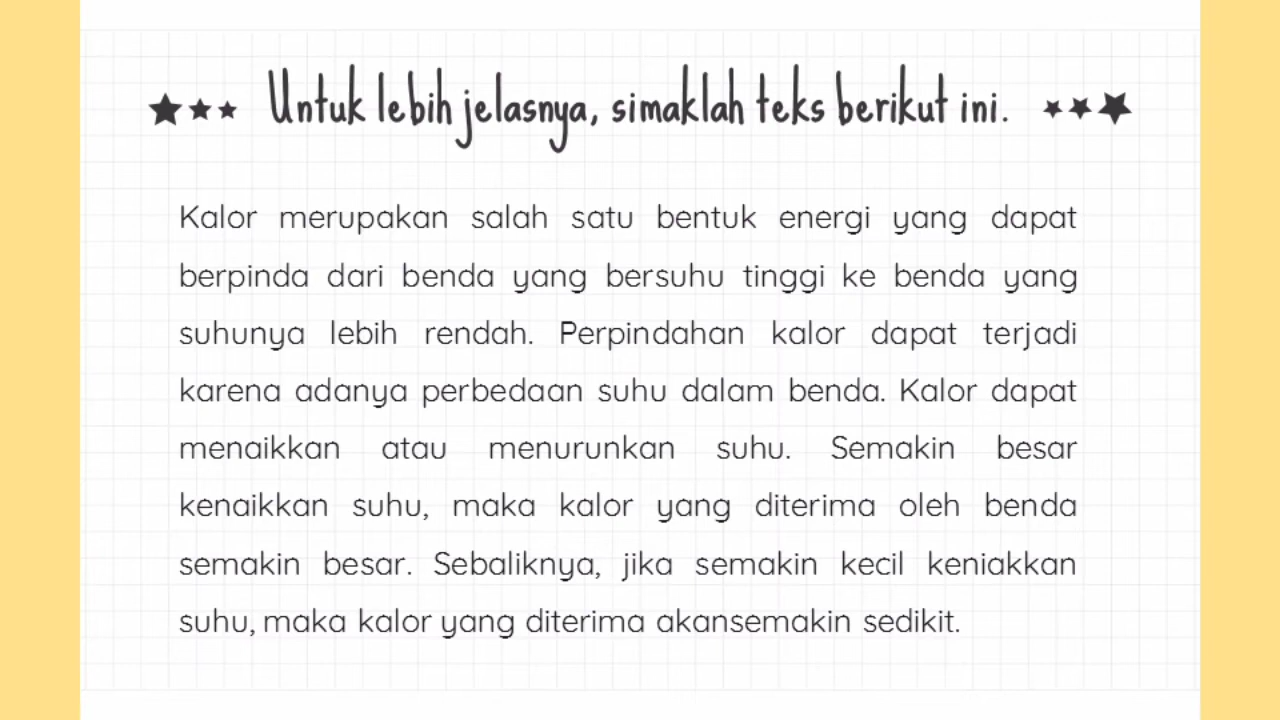 Untuk lebih jelasnya, simaklah teks berikut ini.
Kalor merupakan salah satu bentuk energi yang dapat
berpinda dari benda yang bersuhu tinggi ke benda yang
suhunya lebih rendah. Perpindahan kalor dapat terjadi
karena adanya perbedaan suhu dalam benda. Kalor dapat
menaikkan atau menurunkan suhu. Semakin besar
kenaikkan suhu, maka kalor yang diterima oleh benda
semakin besar. Sebaliknya, jika semakin kecil keniakkan
suhu, maka kalor yang diterima akansemakin sedikit.